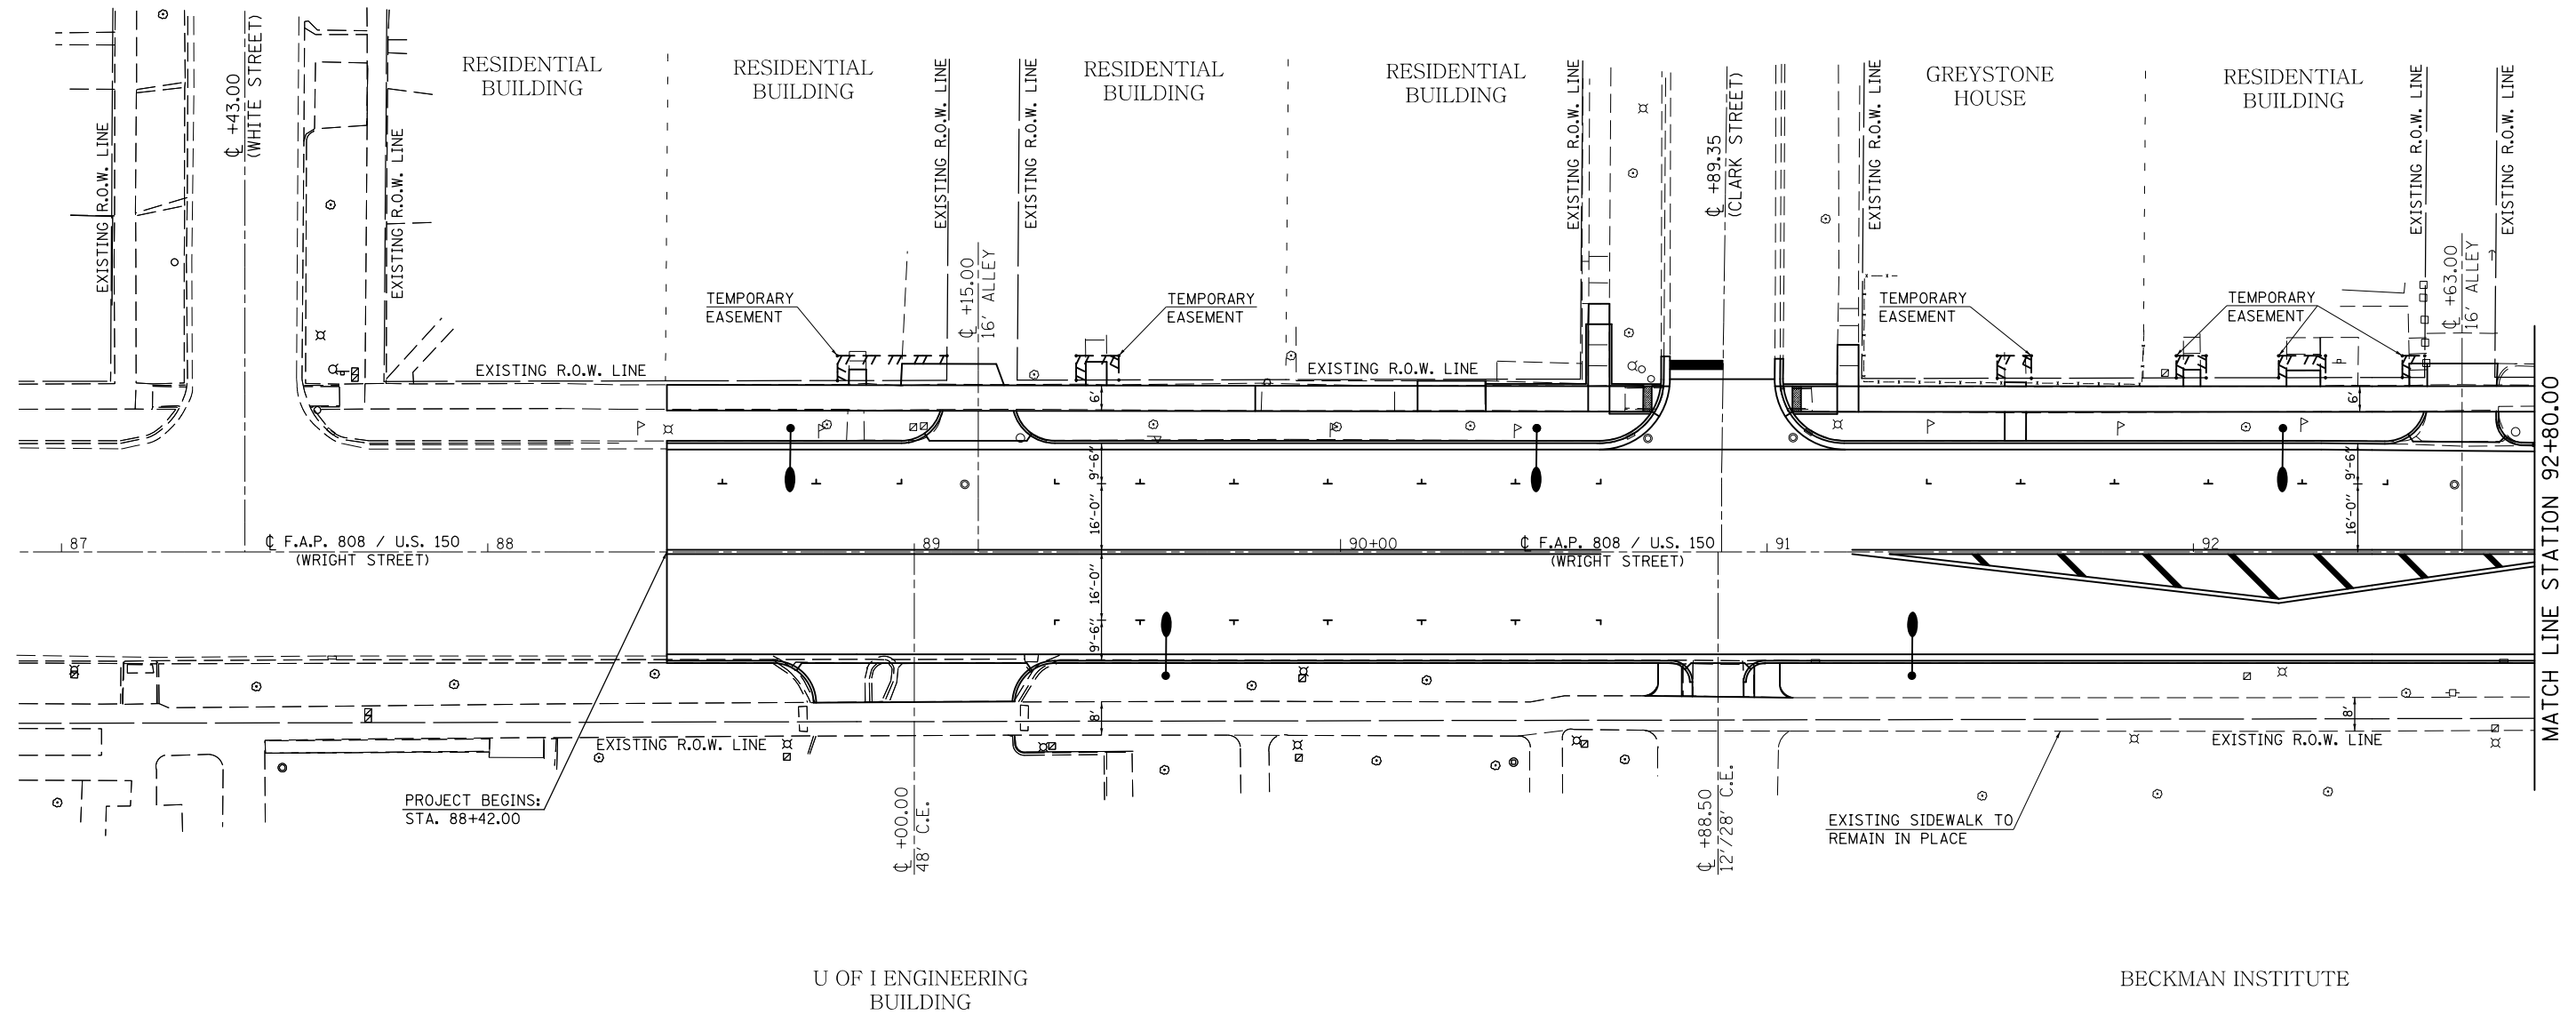 RESIDENTIAL
BUILDING
RESIDENTIAL
BUILDING
RESIDENTIAL
BUILDING
RESIDENTIAL
BUILDING
GREYSTONE
HOUSE
RESIDENTIAL
BUILDING
EXISTING R.O.W. LINE
℄ +43.00
(WHITE STREET)
EXISTING R.O.W. LINE
EXISTING R.O.W. LINE
℄ +15.00
16' ALLEY
EXISTING R.O.W. LINE
EXISTING R.O.W. LINE
℄ +89.35
(CLARK STREET)
EXISTING R.O.W. LINE
EXISTING R.O.W. LINE
℄ +63.00
16' ALLEY
EXISTING R.O.W. LINE
TEMPORARY
EASEMENT
TEMPORARY
EASEMENT
TEMPORARY
EASEMENT
TEMPORARY
EASEMENT
EXISTING R.O.W. LINE
EXISTING R.O.W. LINE
6'
6'
9'-6"
16'-0"
16'-0"
9'-6"
8'
9'-6"
16'-0"
8'
87
℄ F.A.P. 808 / U.S. 150
(WRIGHT STREET)
88
89
90+00
℄ F.A.P. 808 / U.S. 150
(WRIGHT STREET)
91
92
MATCH LINE STATION 92+80.00
EXISTING R.O.W. LINE
EXISTING R.O.W. LINE
PROJECT BEGINS:
STA. 88+42.00
℄ +00.00
48' C.E.
℄ +88.50
12'/28' C.E.
EXISTING SIDEWALK TO
REMAIN IN PLACE
U OF I ENGINEERING
BUILDING
BECKMAN INSTITUTE